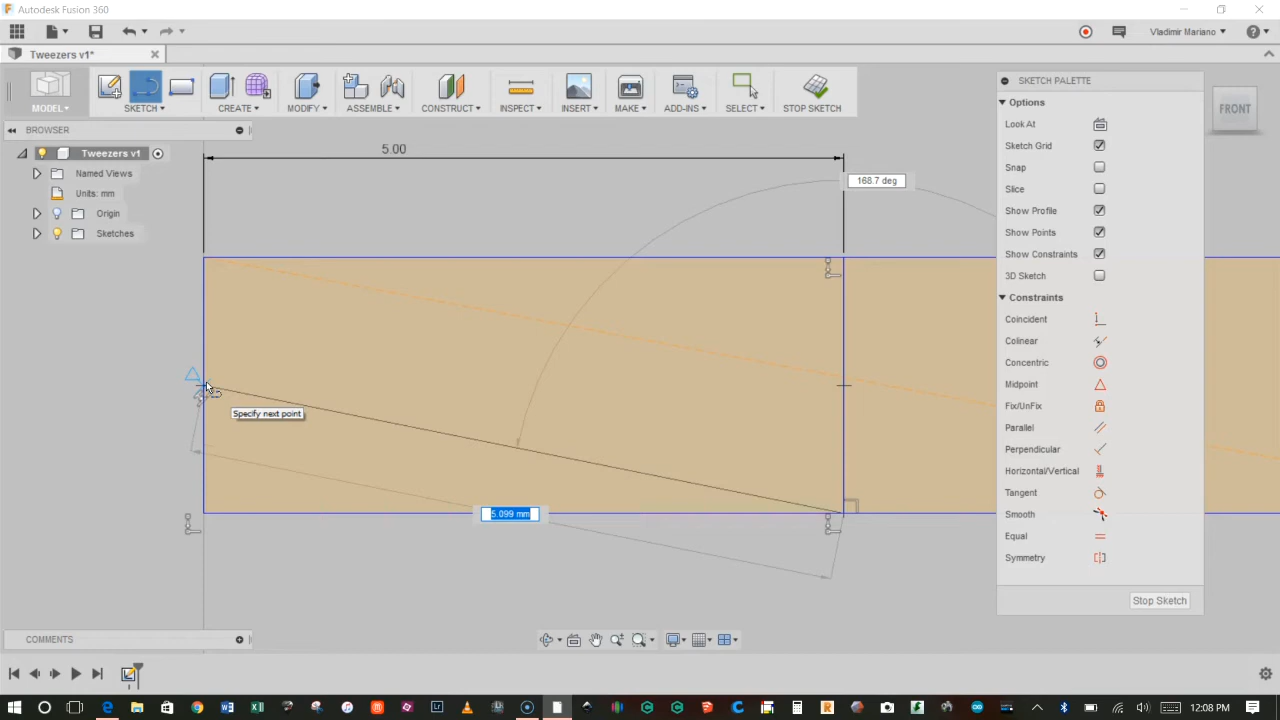 Autodesk Fusion 360
Vladimir Mariano
Tweezers v1*
MODEL
SKETCH
CREATE
MODIFY
ASSEMBLE
CONSTRUCT
INSPECT
INSERT
MAKE
ADD-INS
SELECT
STOP SKETCH
BROWSER
Tweezers v1
Named Views
Units: mm
Origin
Sketches
5.00
168.7 deg
Specify next point
5.099 mm
SKETCH PALETTE
Options
Look At
Sketch Grid
Snap
Slice
Show Profile
Show Points
Show Constraints
3D Sketch
Constraints
Coincident
Colinear
Concentric
Midpoint
Fix/UnFix
Parallel
Perpendicular
Horizontal/Vertical
Tangent
Smooth
Equal
Symmetry
Stop Sketch
FRONT
COMMENTS
12:08 PM